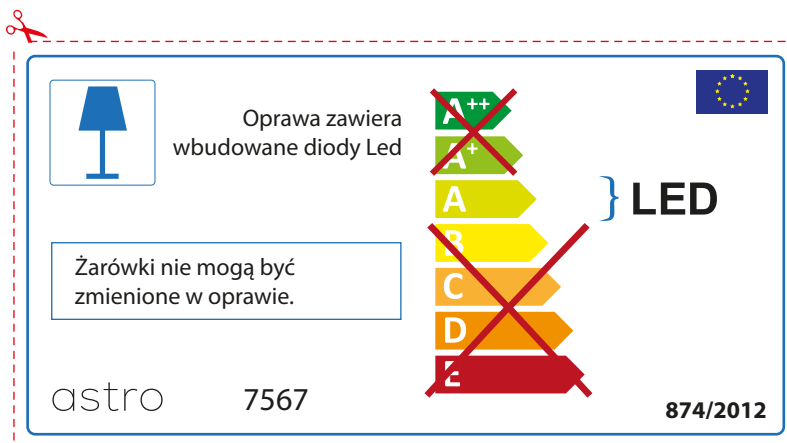 Oprawa zawiera
wbudowane diody Led
A++
A+
A
B
C
D
E
LED
Żarówki nie mogą być
zmienione w oprawie.
astro
7567
874/2012